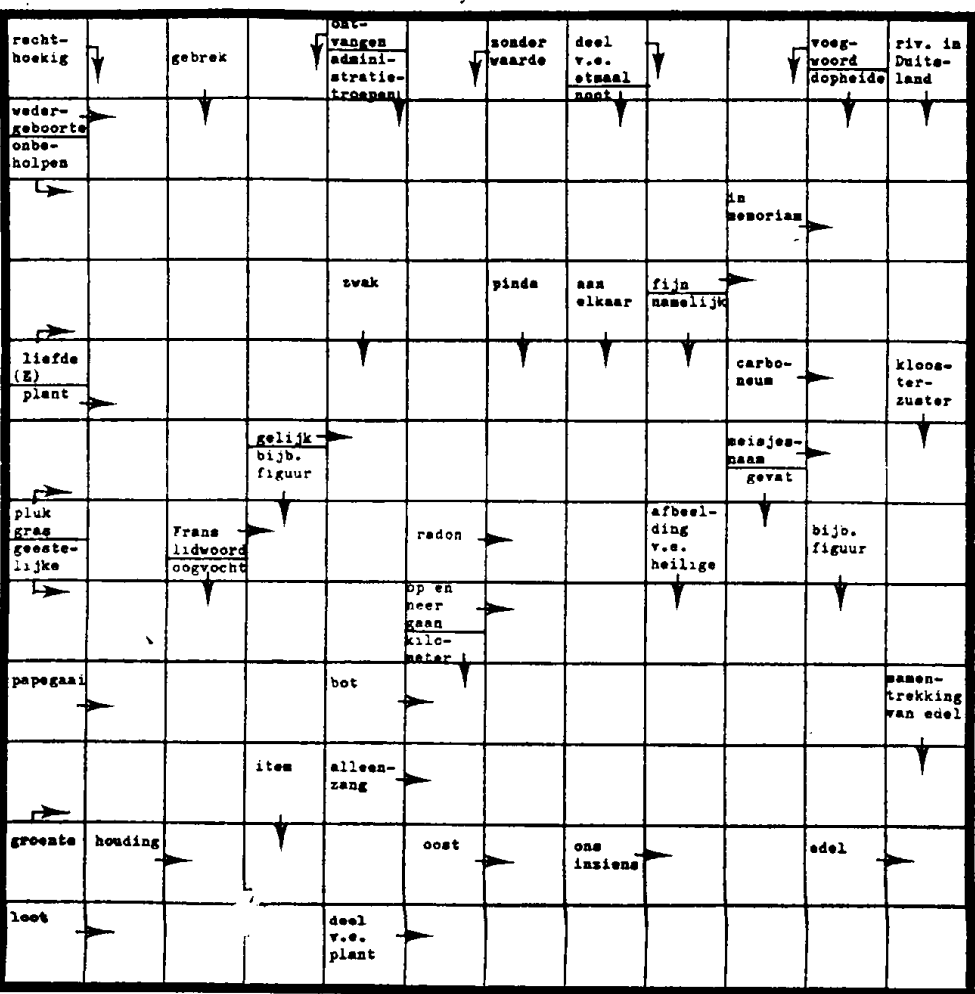 recht-
hoekig
gebrek
ont-
vangen
admini-
stratie-
troepen
zonder
waarde
deel
v.e.
etmaal
noot
voeg-
woord
dopheide
riv. in
Duits-
land
weder-
geboorte
onbe-
holpen
in
memoriam
zwak
pinda
aan
elkaar
fijn
namelijk
liefde
(Z)
plant
carbo-
neum
kloos-
ter-
zuster
gelijk
bijb.
figuur
meisjes-
naam
gevat
pluk
gras
geeste-
lijke
Frans
lidwoord
oogvocht
radon
afbeel-
ding
v.e.
heilige
bijb.
figuur
op en
neer
gaan
kilo-
meter
papegaai
bot
samen-
trekking
van edel
item
alleen-
zang
groente
houding
oost
ons
inziens
edel
loot
deel
v.e.
plant